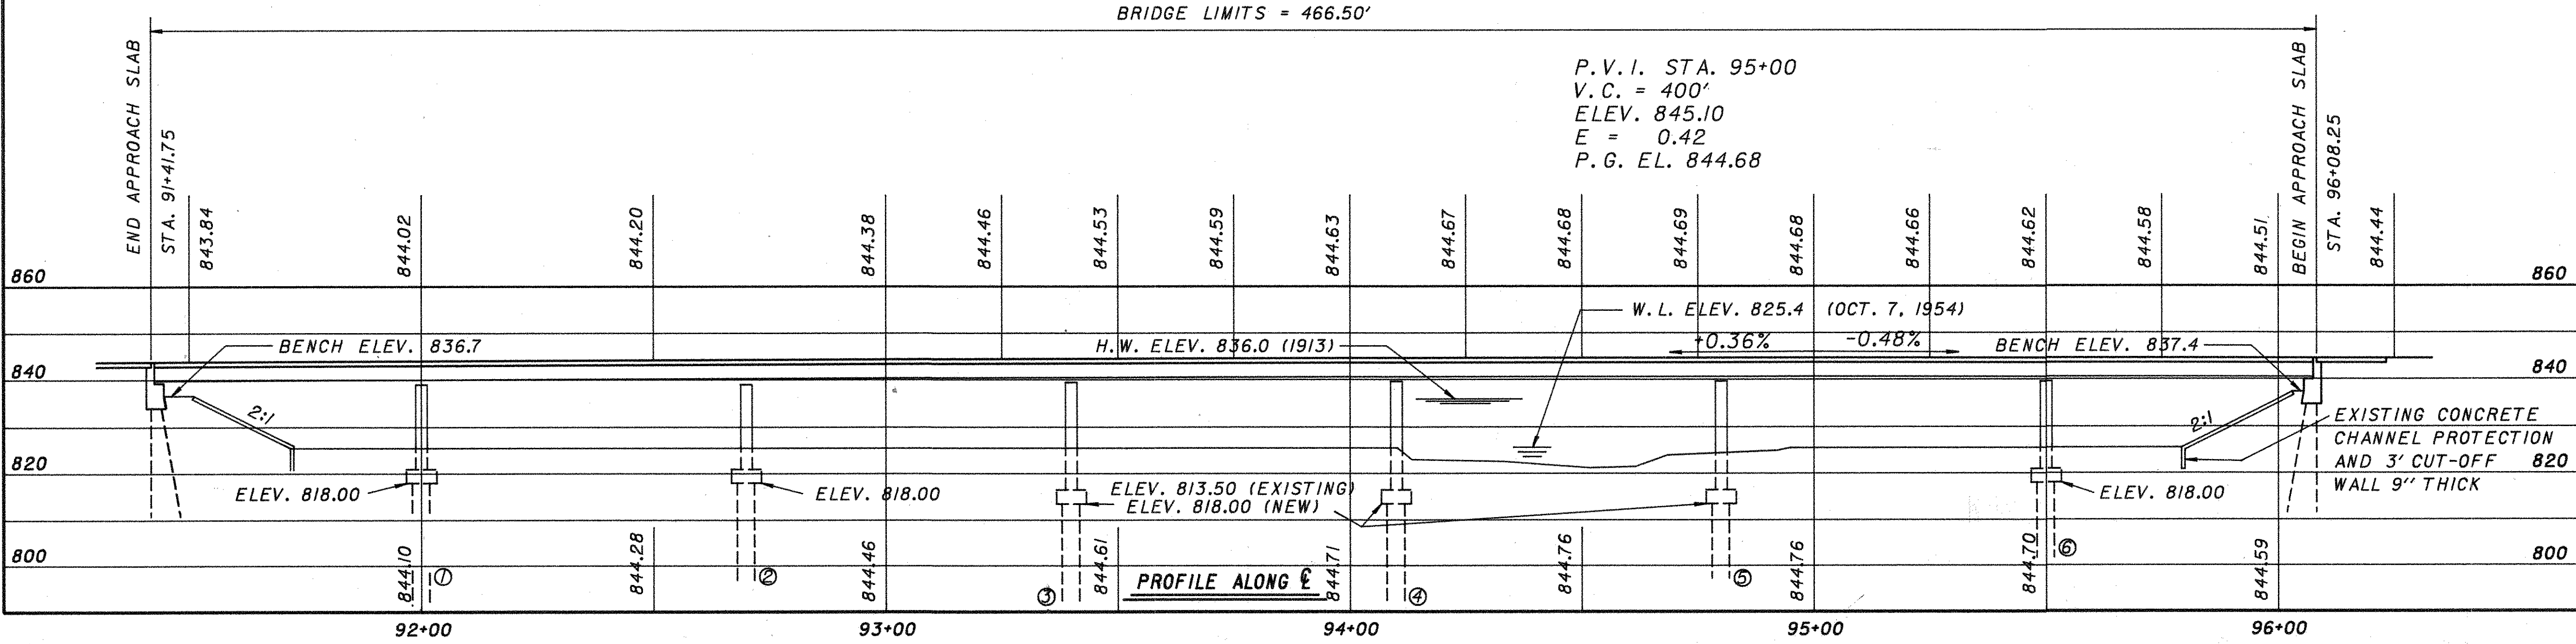 BRIDGE LIMITS = 466.50'
END APPROACH SLAB
STA. 91+41.75
P.V.I. STA. 95+00
V.C. = 400'
ELEV. 845.10
E = 0.42
P.G. EL. 844.68
BEGIN APPROACH SLAB
STA. 96+08.25
843.84
844.02
844.20
844.38
844.46
844.53
844.59
844.63
844.67
844.68
844.69
844.68
844.66
844.62
844.58
844.51
844.44
860
860
W.L. ELEV. 825.4 (OCT. 7, 1954)
BENCH ELEV. 836.7
H.W. ELEV. 836.0 (1913)
+0.36%
-0.48%
BENCH ELEV. 837.4
840
840
2:1
2:1
EXISTING CONCRETE
CHANNEL PROTECTION
AND 3' CUT-OFF
WALL 9" THICK
820
820
ELEV. 818.00
ELEV. 818.00
ELEV. 813.50 (EXISTING)
ELEV. 818.00 (NEW)
ELEV. 818.00
800
800
844.10
844.28
844.46
844.61
844.71
844.76
844.76
844.70
844.59
①
②
③
④
⑤
⑥
PROFILE ALONG ℄
92+00
93+00
94+00
95+00
96+00